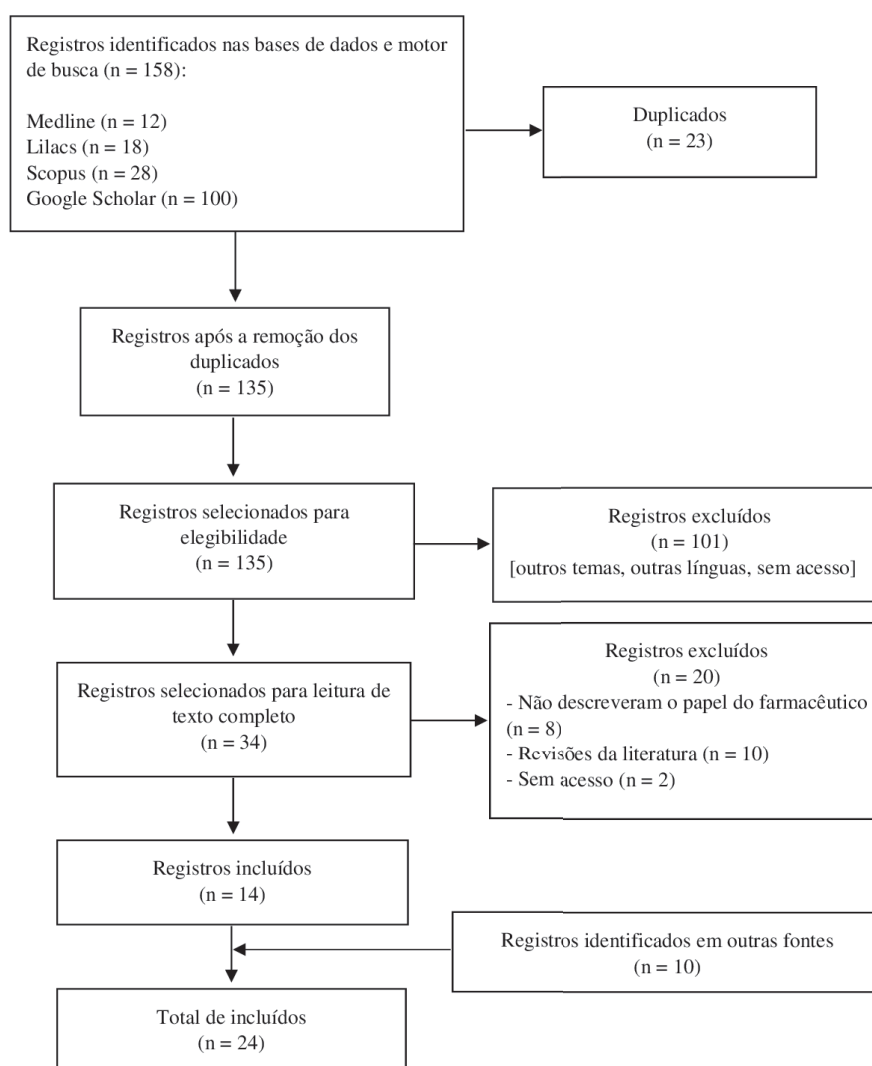 Registros identificados nas bases de dados e motor
de busca (n = 158):
Medline (n = 12)
Lilacs (n = 18)
Scopus (n = 28)
Google Scholar (n = 100)
Duplicados
(n = 23)
Registros após a remoção dos
duplicados
(n = 135)
Registros selecionados para
elegibilidade
(n = 135)
Registros excluídos
(n = 101)
[outros temas, outras línguas, sem acesso]
Registros selecionados para leitura de
texto completo
(n = 34)
Registros excluídos
(n = 20)
- Não descreveram o papel do farmacêutico
(n = 8)
- Revisões da literatura (n = 10)
- Sem acesso (n = 2)
Registros incluídos
(n = 14)
Registros identificados em outras fontes
(n = 10)
Total de incluídos
(n = 24)